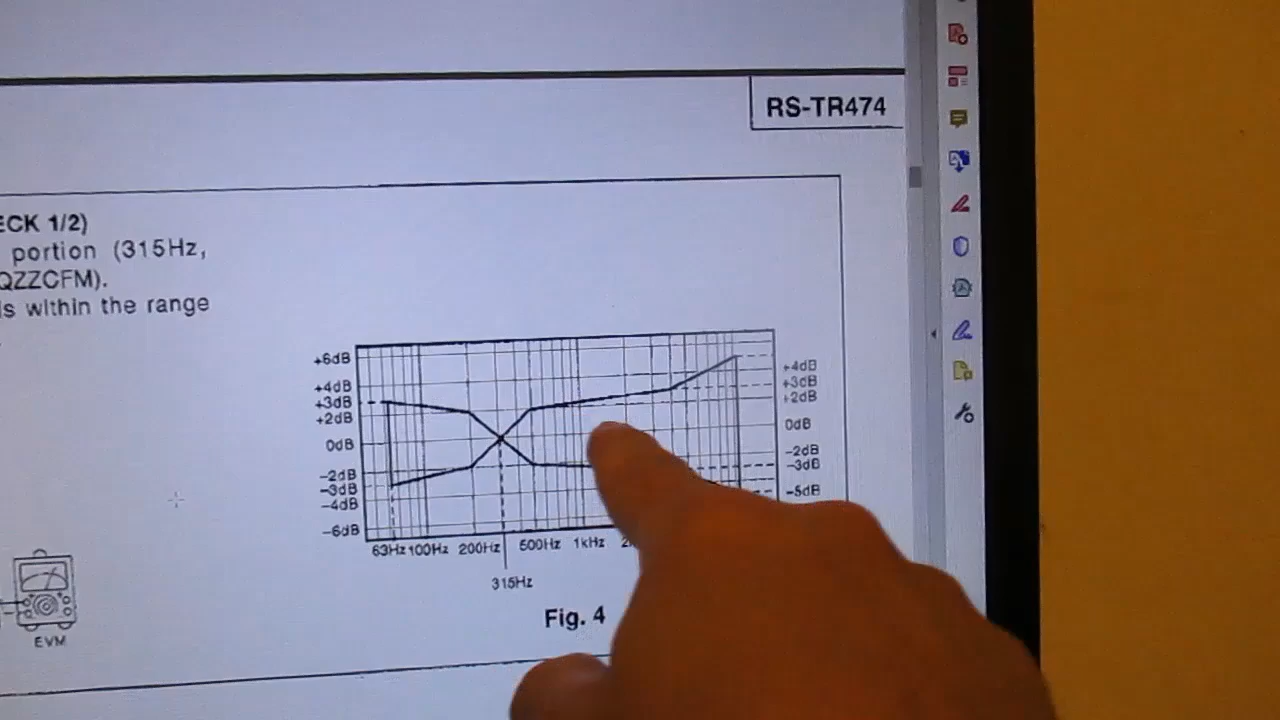 RS-TR474
ECK 1/2)
portion (315Hz,
QZZCFM).
is within the range
+6dB
+4dB
+3dB
+2dB
0dB
-2dB
-3dB
-4dB
-6dB
+4dB
+3dB
+2dB
0dB
-2dB
-3dB
-5dB
63Hz 100Hz 200Hz 500Hz 1kHz
315Hz
Fig. 4
EVM